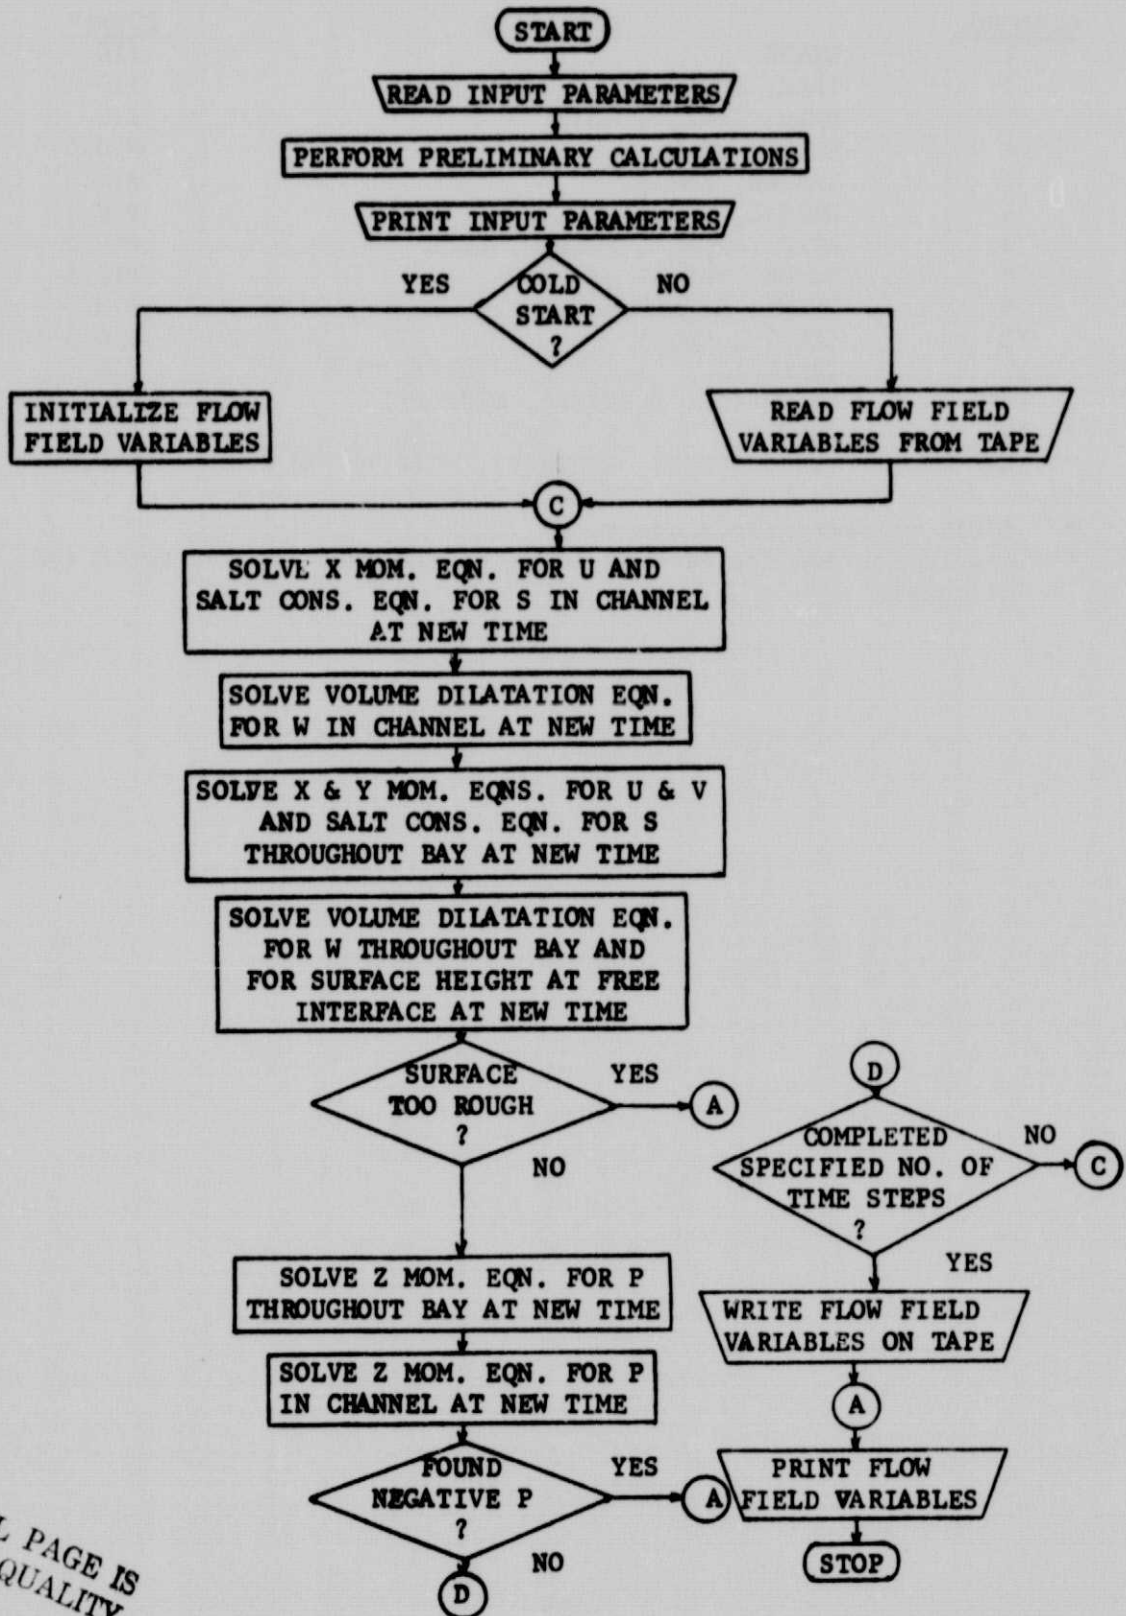 START
READ INPUT PARAMETERS
PERFORM PRELIMINARY CALCULATIONS
PRINT INPUT PARAMETERS
YES
COLD
START
?
NO
INITIALIZE FLOW
FIELD VARIABLES
READ FLOW FIELD
VARIABLES FROM TAPE
C
SOLVE X MOM. EQN. FOR U AND
SALT CONS. EQN. FOR S IN CHANNEL
AT NEW TIME
SOLVE VOLUME DILATATION EQN.
FOR W IN CHANNEL AT NEW TIME
SOLVE X & Y MOM. EQNS. FOR U & V
AND SALT CONS. EQN. FOR S
THROUGHOUT BAY AT NEW TIME
SOLVE VOLUME DILATATION EQN.
FOR W THROUGHOUT BAY AND
FOR SURFACE HEIGHT AT FREE
INTERFACE AT NEW TIME
SURFACE
TOO ROUGH
?
YES
A
NO
SOLVE Z MOM. EQN. FOR P
THROUGHOUT BAY AT NEW TIME
SOLVE Z MOM. EQN. FOR P
IN CHANNEL AT NEW TIME
FOUND
NEGATIVE P
?
YES
A
NO
D
D
COMPLETED
SPECIFIED NO. OF
TIME STEPS
?
NO
C
YES
WRITE FLOW FIELD
VARIABLES ON TAPE
A
PRINT FLOW
FIELD VARIABLES
STOP
PAGE IS
QUALITY